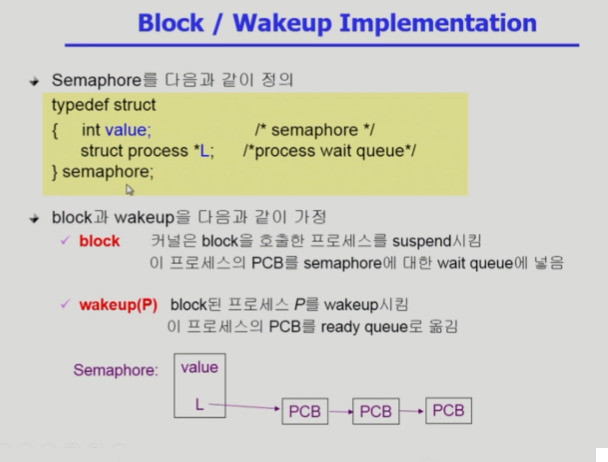 Block / Wakeup Implementation
Semaphore를 다음과 같이 정의
typedef struct
{ int value; /* semaphore */
struct process *L; /*process wait queue*/
} semaphore;
block과 wakeup을 다음과 같이 가정
block 커널은 block을 호출한 프로세스를 suspend시킴
이 프로세스의 PCB를 semaphore에 대한 wait queue에 넣음
wakeup(P) block된 프로세스 P를 wakeup시킴
이 프로세스의 PCB를 ready queue로 옮김
Semaphore: value
L PCB PCB PCB